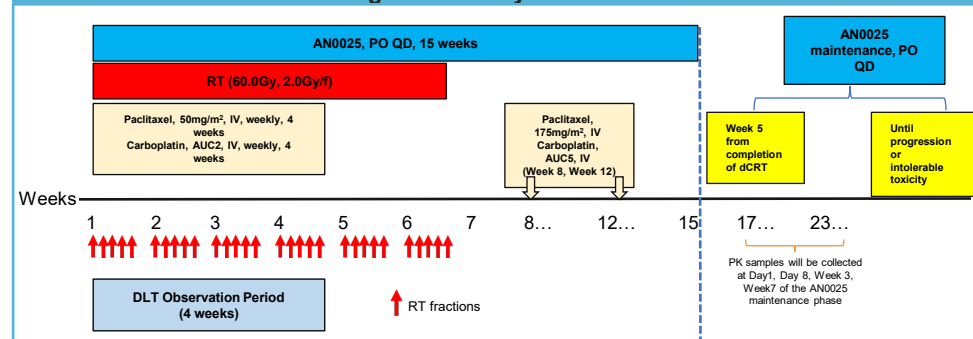 AN0025, PO QD, 15 weeks
AN0025
maintenance, PO
QD
RT (60.0Gy, 2.0Gy/f)
Paclitaxel, 50mg/m², IV, weekly, 4
weeks
Carboplatin, AUC2, IV, weekly, 4
weeks
Paclitaxel,
175mg/m², IV
Carboplatin,
AUC5, IV
(Week 8, Week 12)
Week 5
from
completion
of dCRT
Until
progression
or
intolerable
toxicity
Weeks
1 2 3 4 5 6 7 8... 12... 15 17... 23...
PK samples will be collected
at Day1, Day 8, Week 3,
Week7 of the AN0025
maintenance phase
DLT Observation Period
(4 weeks)
RT fractions